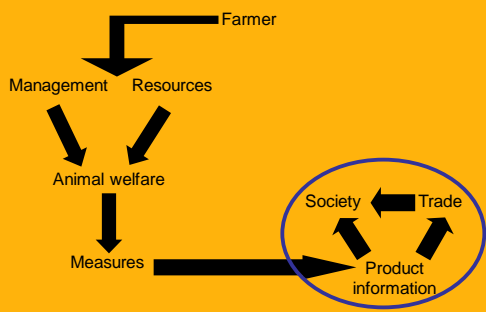 Farmer
Management Resources
Animal welfare
Society Trade
Measures
Product
information